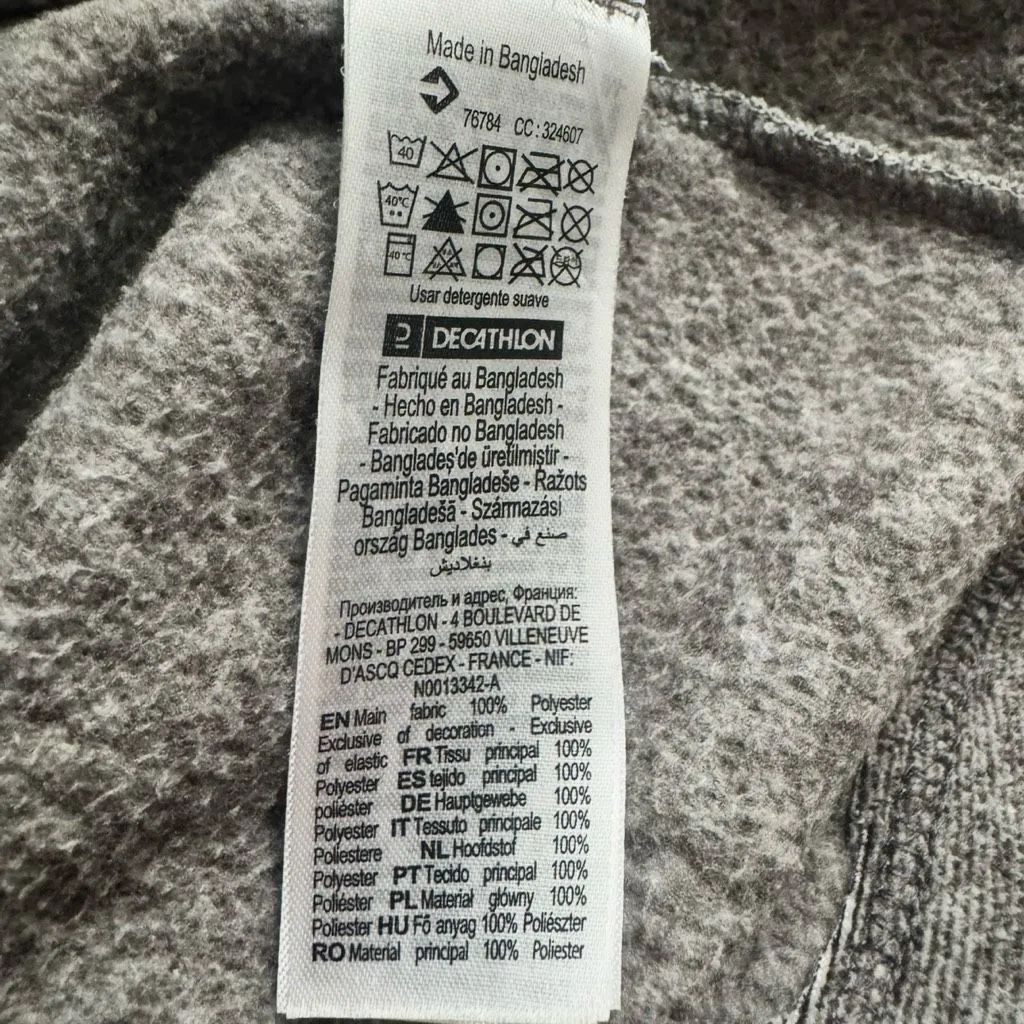 Made in Bangladesh
76784 CC : 324607
40
40°C
40 °C
Usar detergente suave
DECATHLON
Fabriqué au Bangladesh
- Hecho en Bangladesh -
Fabricado no Bangladesh
- Bangladeş'de üretilmiştir -
Pagaminta Bangladeše - Ražots
Bangladešā - Származási
ország Banglades - صنع في
بنغلاديش
Производитель и адрес, Франция:
- DECATHLON - 4 BOULEVARD DE
MONS - BP 299 - 59650 VILLENEUVE
D'ASCQ CEDEX - FRANCE - NIF:
N0013342-A
EN Main fabric 100% Polyester
Exclusive of decoration - Exclusive
of elastic FR Tissu principal 100%
Polyester ES tejido principal 100%
poliéster DE Hauptgewebe 100%
Polyester IT Tessuto principale 100%
Poliestere NL Hoofdstof 100%
Polyester PT Tecido principal 100%
Poliéster PL Materiał główny 100%
Poliester HU Fő anyag 100% Poliészter
RO Material principal 100% Poliester